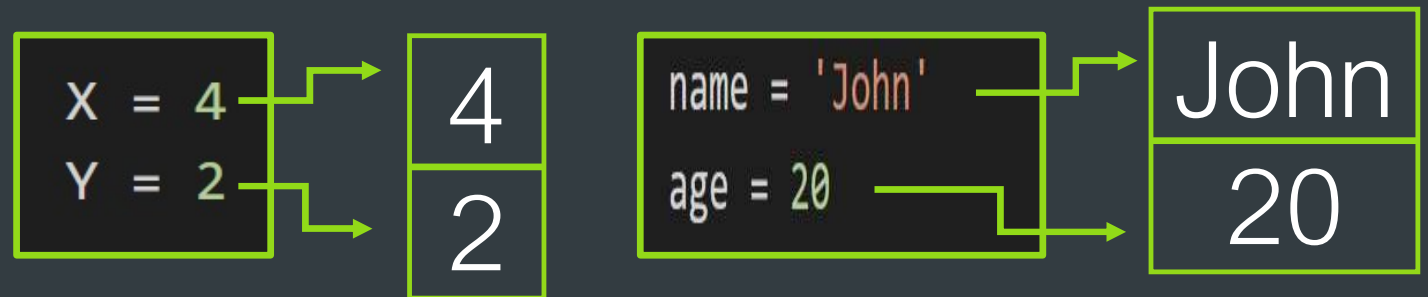 X = 4
Y = 2
4
2
name = 'John'
age = 20
John
20